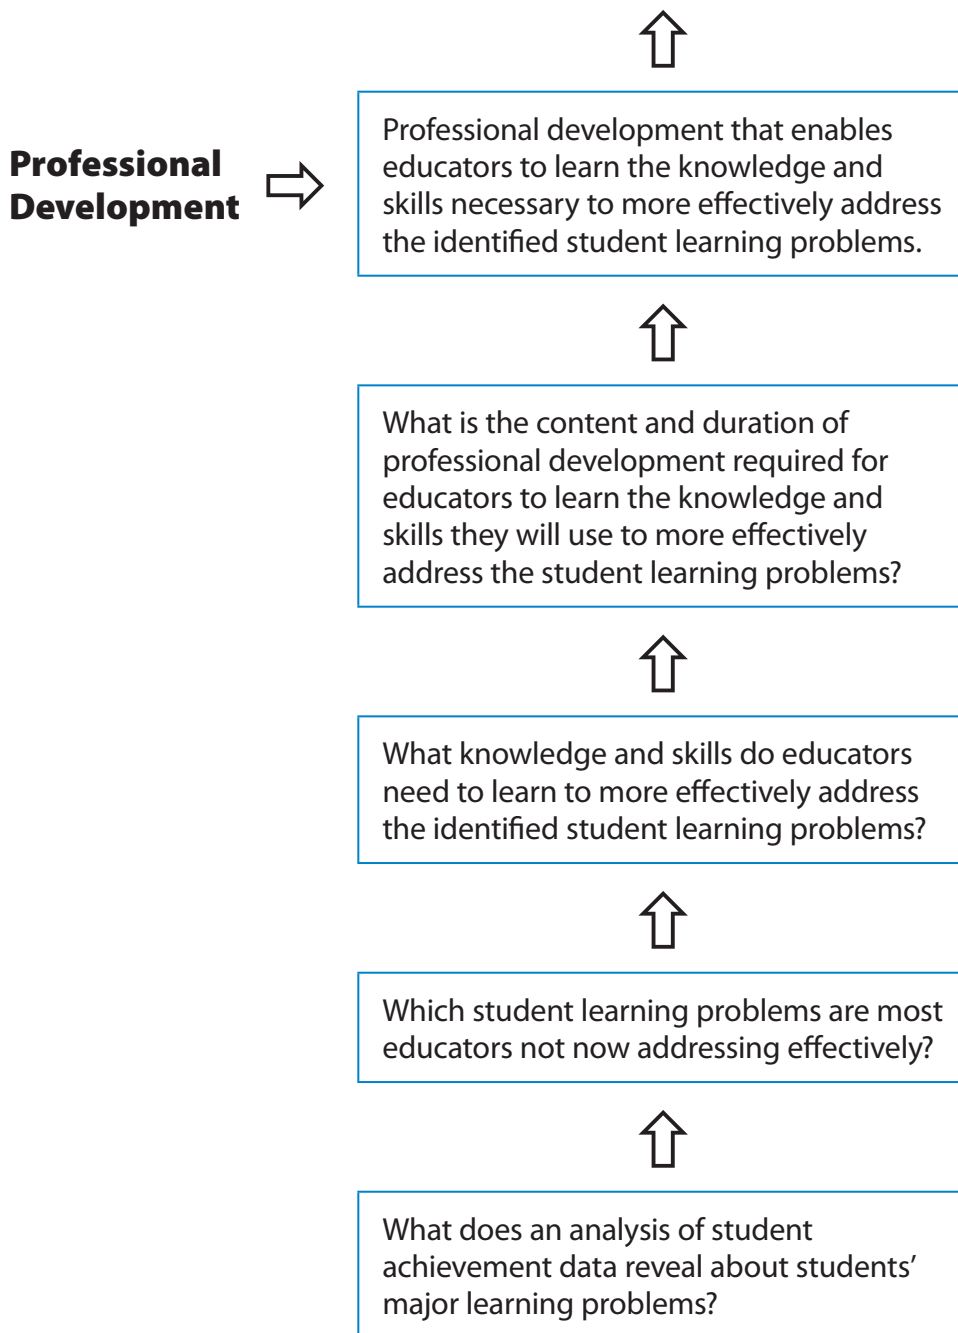 Professional
Development
Professional development that enables
educators to learn the knowledge and
skills necessary to more effectively address
the identified student learning problems.
What is the content and duration of
professional development required for
educators to learn the knowledge and
skills they will use to more effectively
address the student learning problems?
What knowledge and skills do educators
need to learn to more effectively address
the identified student learning problems?
Which student learning problems are most
educators not now addressing effectively?
What does an analysis of student
achievement data reveal about students’
major learning problems?